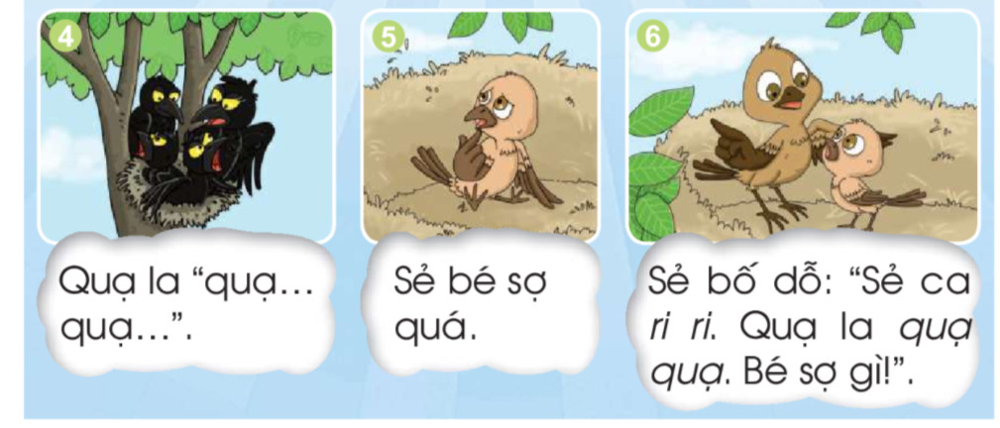 4
Quạ la “quạ...
quạ...”.
5
Sẻ bé sợ
quá.
6
Sẻ bố dỗ: “Sẻ ca
ri ri. Quạ la quạ
quạ. Bé sợ gì!”.